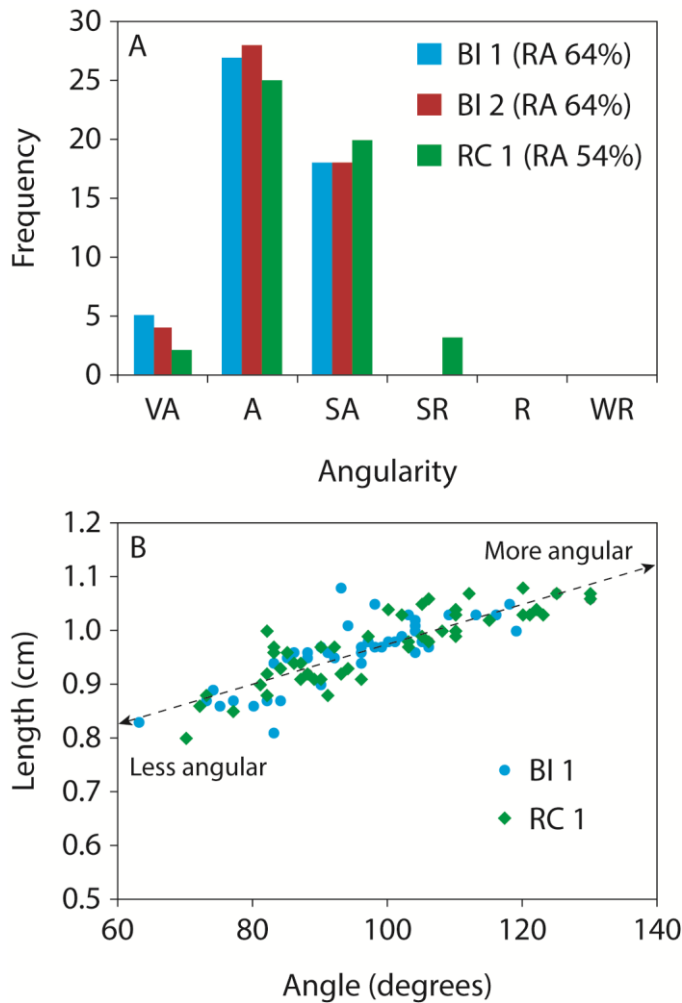 A
30
25
20
15
10
5
0
Frequency
BI 1 (RA 64%)
BI 2 (RA 64%)
RC 1 (RA 54%)
VA A SA SR R WR
Angularity
B
1.2
1.1
1.0
0.9
0.8
0.7
0.6
0.5
Length (cm)
More angular
Less angular
BI 1
RC 1
60 80 100 120 140
Angle (degrees)